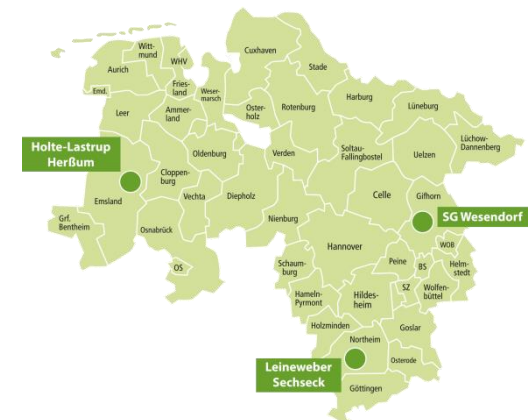 Witt-
mund
Cuxhaven
WHV
Aurich
Stade
Fries-
land
Emd.
Weser-
marsch
Harburg
Leer
Ammer-
land
Oster-
holz
Rotenburg
Lüneburg
Lüchow-
Dannenberg
Holte-Lastrup
Herßum
Oldenburg
Verden
Soltau-
Fallingbostel
Uelzen
Cloppen-
burg
Emsland
Vechta
Diepholz
Celle
Gifhorn
Grf.
Bentheim
Osnabrück
Nienburg
SG Wesendorf
Hannover
WOB
OS
Schaum-
burg
Peine
BS
Helm-
stedt
Hameln-
Pyrmont
Hildes-
heim
SZ
Wolfen-
büttel
Holzminden
Goslar
Northeim
Leineweber
Sechseck
Osterode
Göttingen